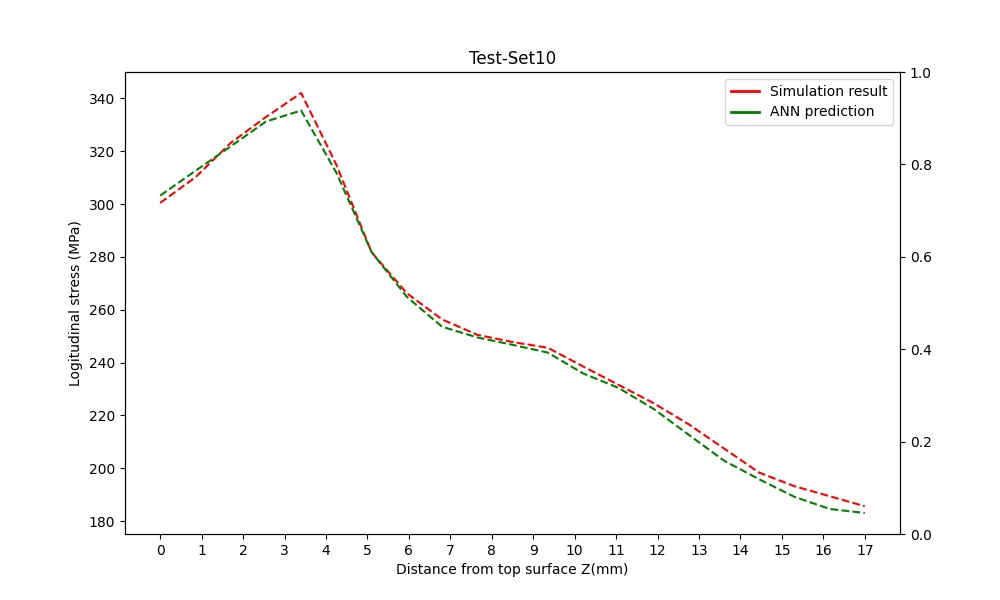 Test-Set10
Simulation result
ANN prediction
Logitudinal stress (MPa)
340
320
300
280
260
240
220
200
180
1.0
0.8
0.6
0.4
0.2
0.0
0 1 2 3 4 5 6 7 8 9 10 11 12 13 14 15 16 17
Distance from top surface Z(mm)